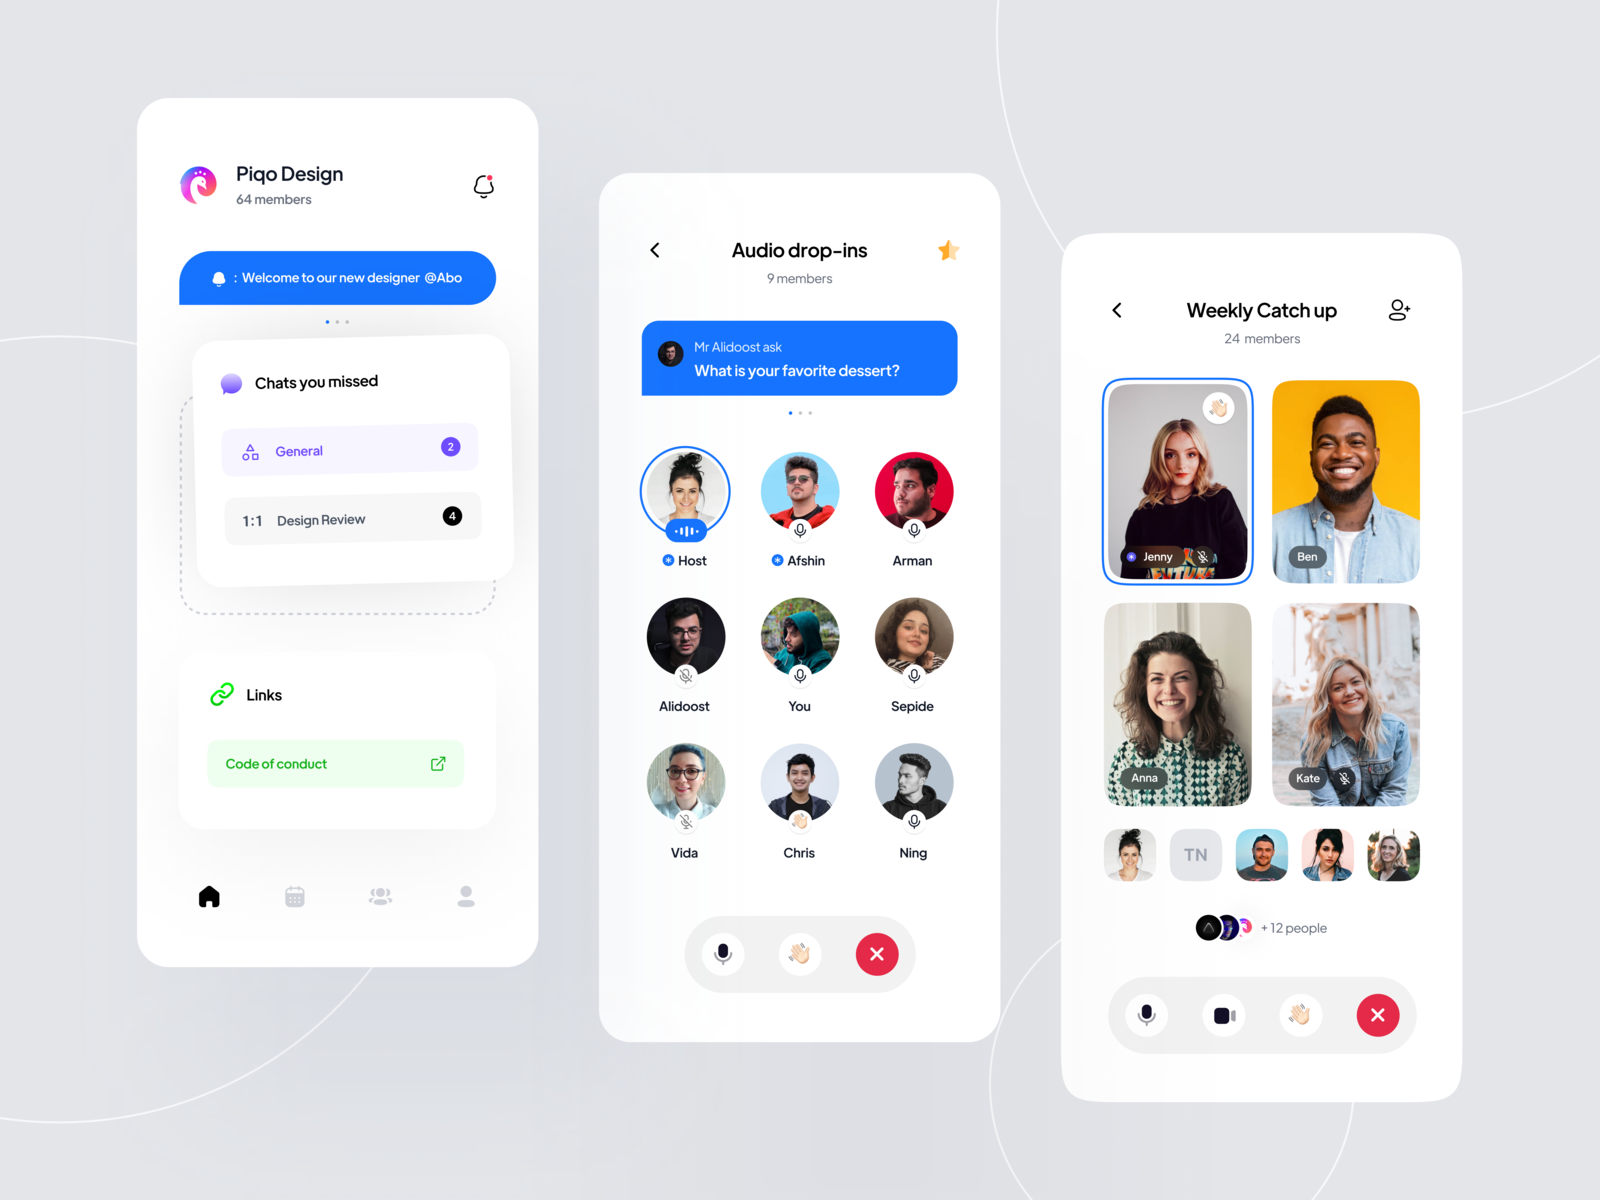 Piqo Design
64 members
: Welcome to our new designer @Abo
Chats you missed
General
2
1:1 Design Review
4
Links
Code of conduct
Audio drop-ins
9 members
Mr Alidoost ask
What is your favorite dessert?
Host
Afshin
Arman
Alidoost
You
Sepide
Vida
Chris
Ning
Weekly Catch up
24 members
Jenny
Ben
Anna
Kate
TN
+ 12 people